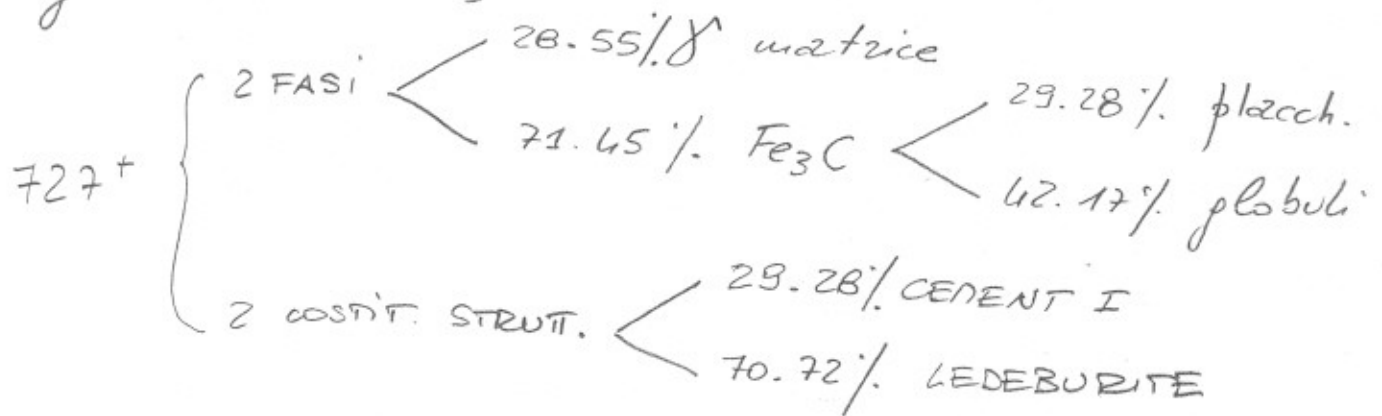 28.55% γ matrice
2 FASI
29.28% placch.
71.45% Fe₃C
727⁺
42.17% globuli
29.28% CEMENT I
2 COSTIT. STRUTT.
70.72% LEDEBURITE